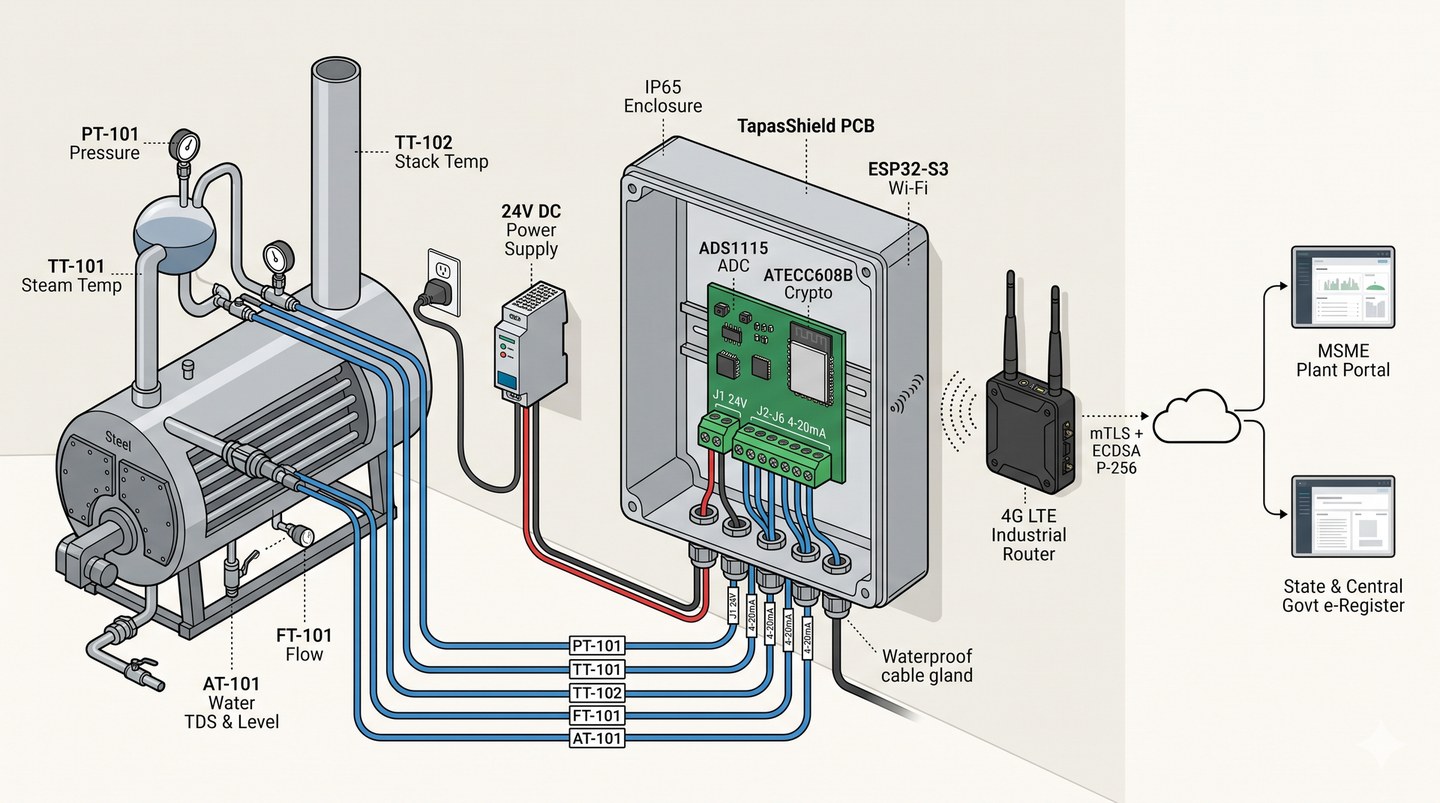 PT-101
Pressure
TT-102
Stack Temp
TT-101
Steam Temp
24V DC
Power
Supply
IP65
Enclosure
TapasShield PCB
ESP32-S3
Wi-Fi
ADS1115
ADC
ATECC608B
Crypto
J1 24V
J2-J6 4-20mA
Steel
FT-101
Flow
AT-101
Water
TDS & Level
PT-101
TT-101
TT-102
FT-101
AT-101
J1 24V
4-20mA
4-20mA
4-20mA
4-20mA
Waterproof
cable gland
4G LTE
Industrial
Router
mTLS +
ECDSA
P-256
MSME
Plant Portal
State & Central
Govt e-Register